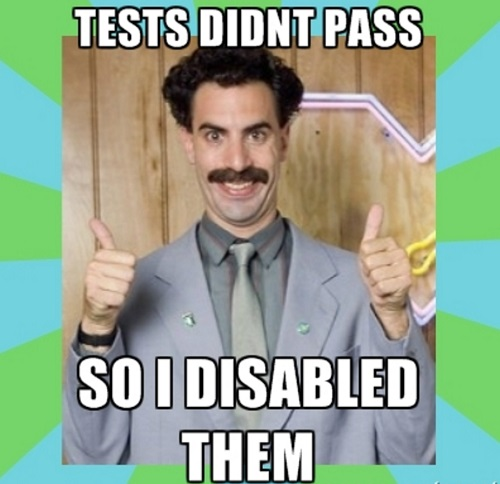 TESTS DIDNT PASS
SO I DISABLED
THEM